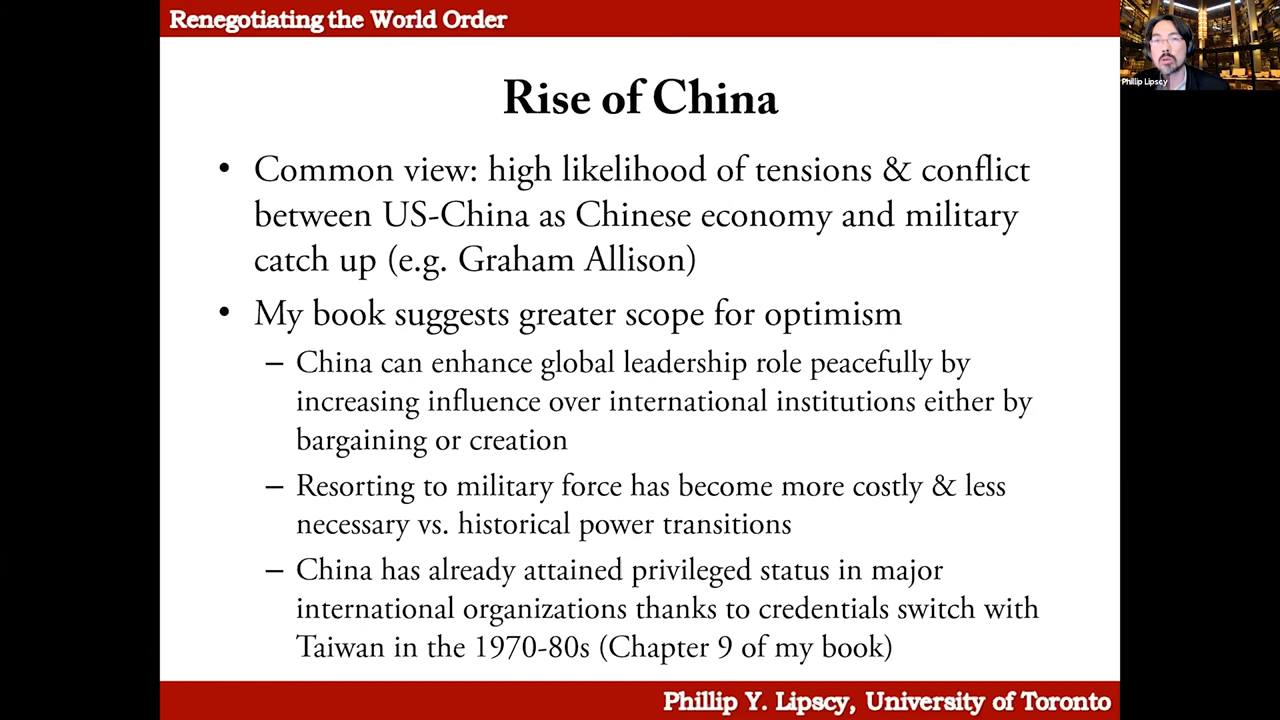 Renegotiating the World Order
Phillip Lipscy
Rise of China
• Common view: high likelihood of tensions & conflict
between US-China as Chinese economy and military
catch up (e.g. Graham Allison)
• My book suggests greater scope for optimism
– China can enhance global leadership role peacefully by
increasing influence over international institutions either by
bargaining or creation
– Resorting to military force has become more costly & less
necessary vs. historical power transitions
– China has already attained privileged status in major
international organizations thanks to credentials switch with
Taiwan in the 1970-80s (Chapter 9 of my book)
Phillip Y. Lipscy, University of Toronto